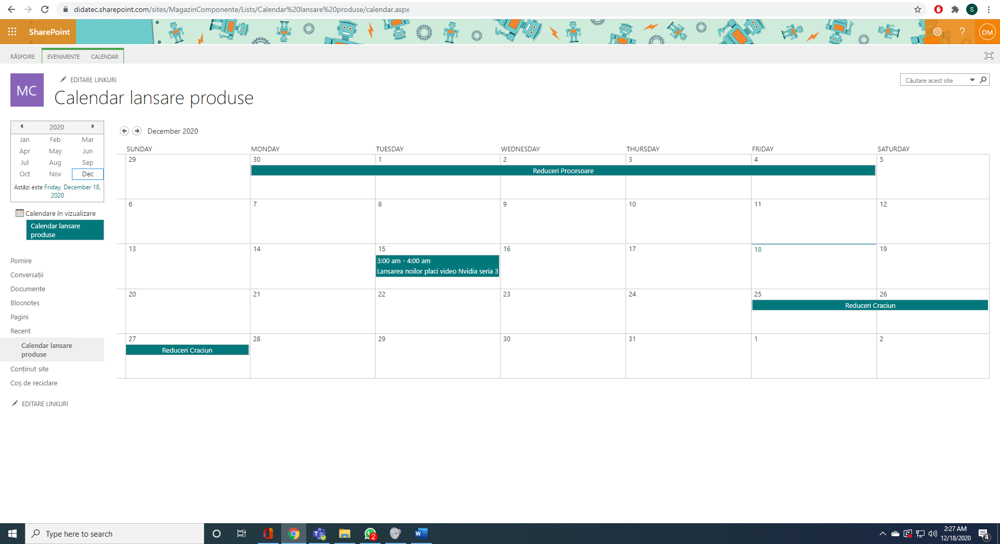 didatec.sharepoint.com/sites/MagazinComponente/Lists/Calendar%20lansare%20produse/calendar.aspx
S
SharePoint
?
DM
RĂSFOIRE
EVENIMENTE
CALENDAR
MC
EDITARE LINKURI
Calendar lansare produse
Căutare acest site
2020
Jan Feb Mar
Apr May Jun
Jul Aug Sep
Oct Nov Dec
Astăzi este Friday, December 18,
2020
Calendare în vizualizare
Calendar lansare
produse
Pornire
Conversații
Documente
Blocnotes
Pagini
Recent
Calendar lansare
produse
Conținut site
Coș de reciclare
EDITARE LINKURI
December 2020
SUNDAY MONDAY TUESDAY WEDNESDAY THURSDAY FRIDAY SATURDAY
29 30 1 2 3 4 5
Reduceri Procesoare
6 7 8 9 10 11 12
13 14 15 16 17 18 19
3:00 am - 4:00 am
Lansarea noilor placi video Nvidia seria 3
20 21 22 23 24 25 26
Reduceri Craciun
27 28 29 30 31 1 2
Reduceri Craciun
Type here to search
2
2:27 AM
12/18/2020
4